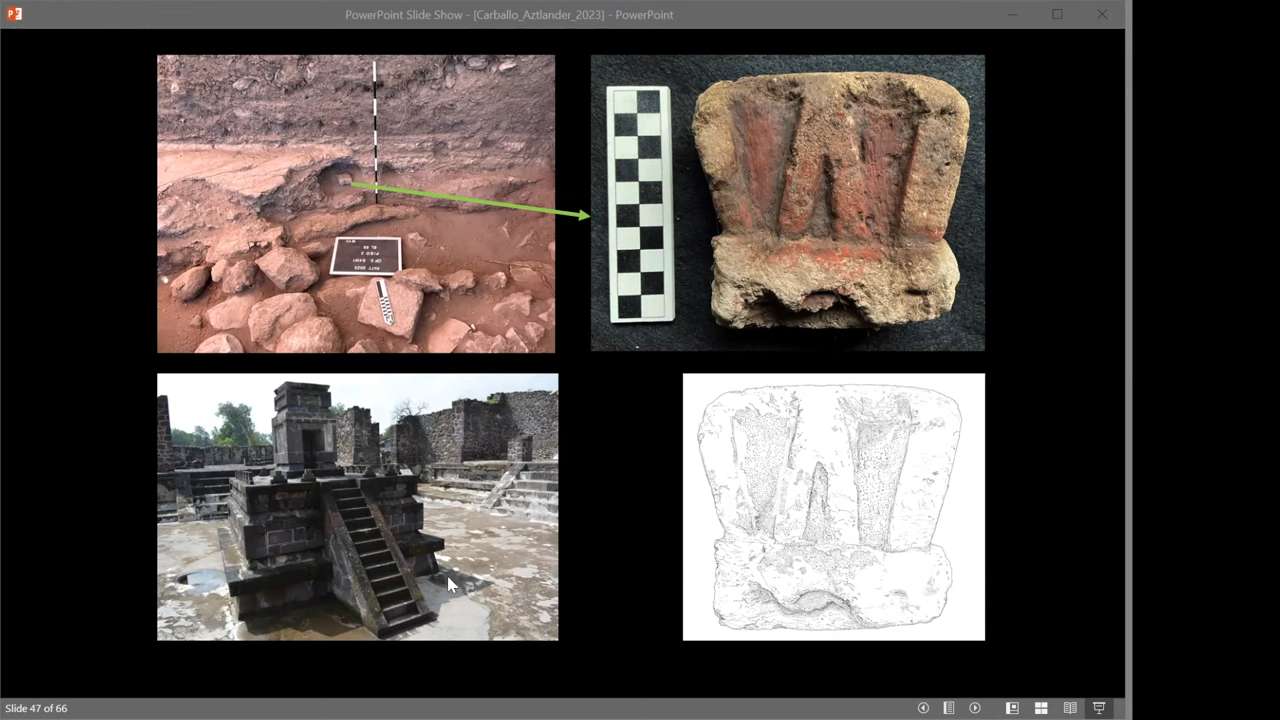 PowerPoint Slide Show - [Carballo_Aztlander_2023] - PowerPoint
Slide 47 of 66